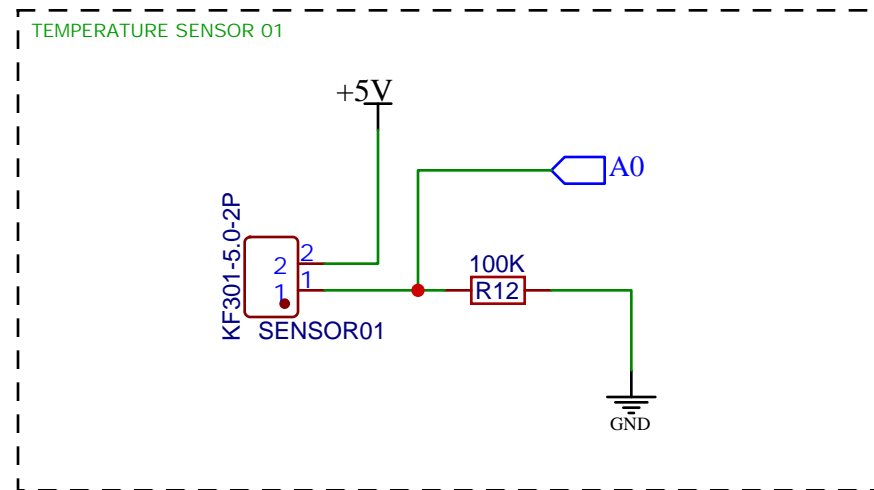 TEMPERATURE SENSOR 01
+5V
A0
KF301-5.0-2P
2
2
1
1
100K
R12
SENSOR01
GND